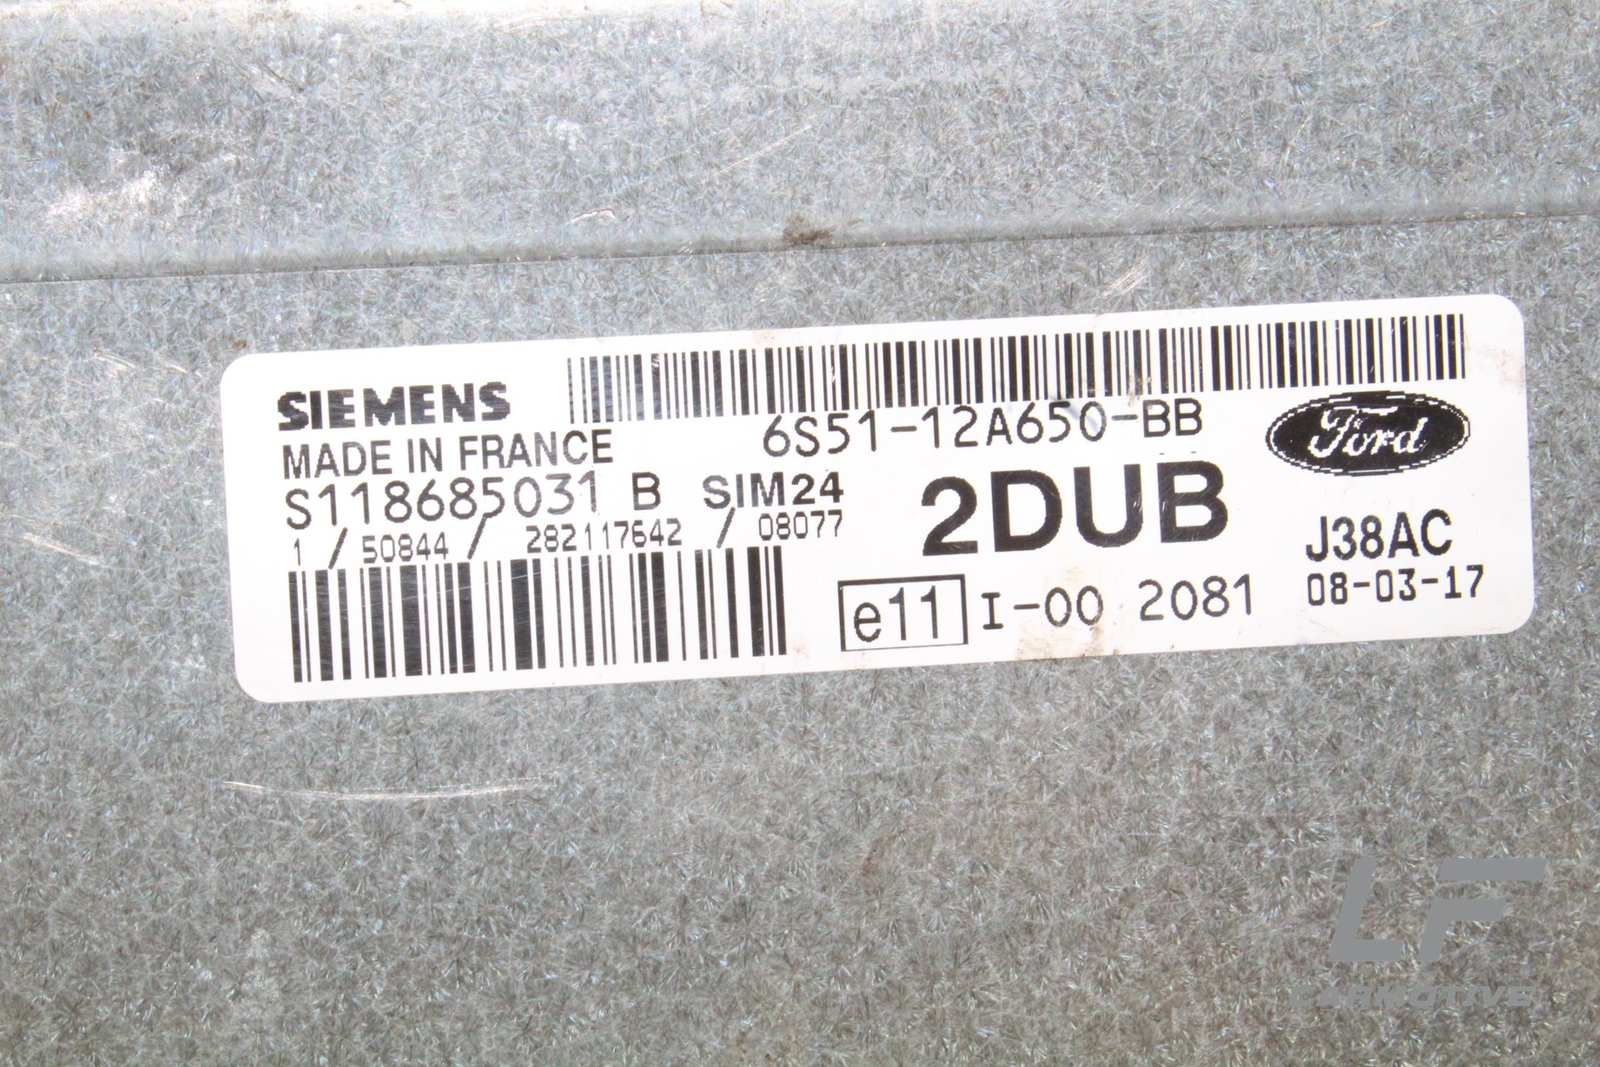 SIEMENS
MADE IN FRANCE
6S51-12A650-BB
Ford
S118685031 B SIM24
1 / 50844 / 282117642 / 08077
2DUB
J38AC
e11 I-00 2081
08-03-17
LF
CARMOTIVE